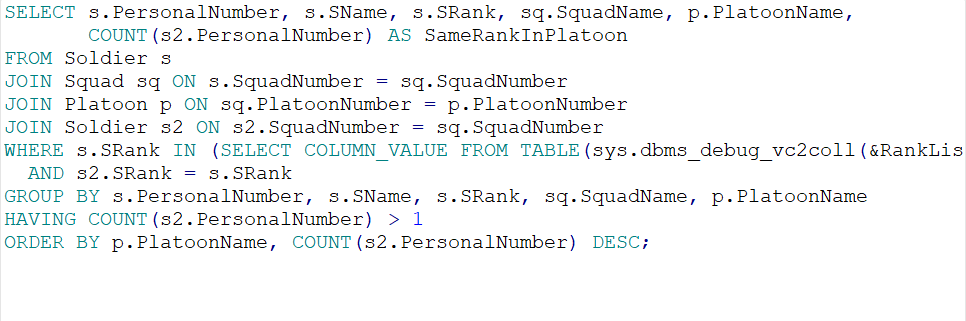 SELECT s.PersonalNumber, s.SName, s.SRank, sq.SquadName, p.PlatoonName,
       COUNT(s2.PersonalNumber) AS SameRankInPlatoon
FROM Soldier s
JOIN Squad sq ON s.SquadNumber = sq.SquadNumber
JOIN Platoon p ON sq.PlatoonNumber = p.PlatoonNumber
JOIN Soldier s2 ON s2.SquadNumber = sq.SquadNumber
WHERE s.SRank IN (SELECT COLUMN_VALUE FROM TABLE(sys.dbms_debug_vc2coll(&RankLis
  AND s2.SRank = s.SRank
GROUP BY s.PersonalNumber, s.SName, s.SRank, sq.SquadName, p.PlatoonName
HAVING COUNT(s2.PersonalNumber) > 1
ORDER BY p.PlatoonName, COUNT(s2.PersonalNumber) DESC;